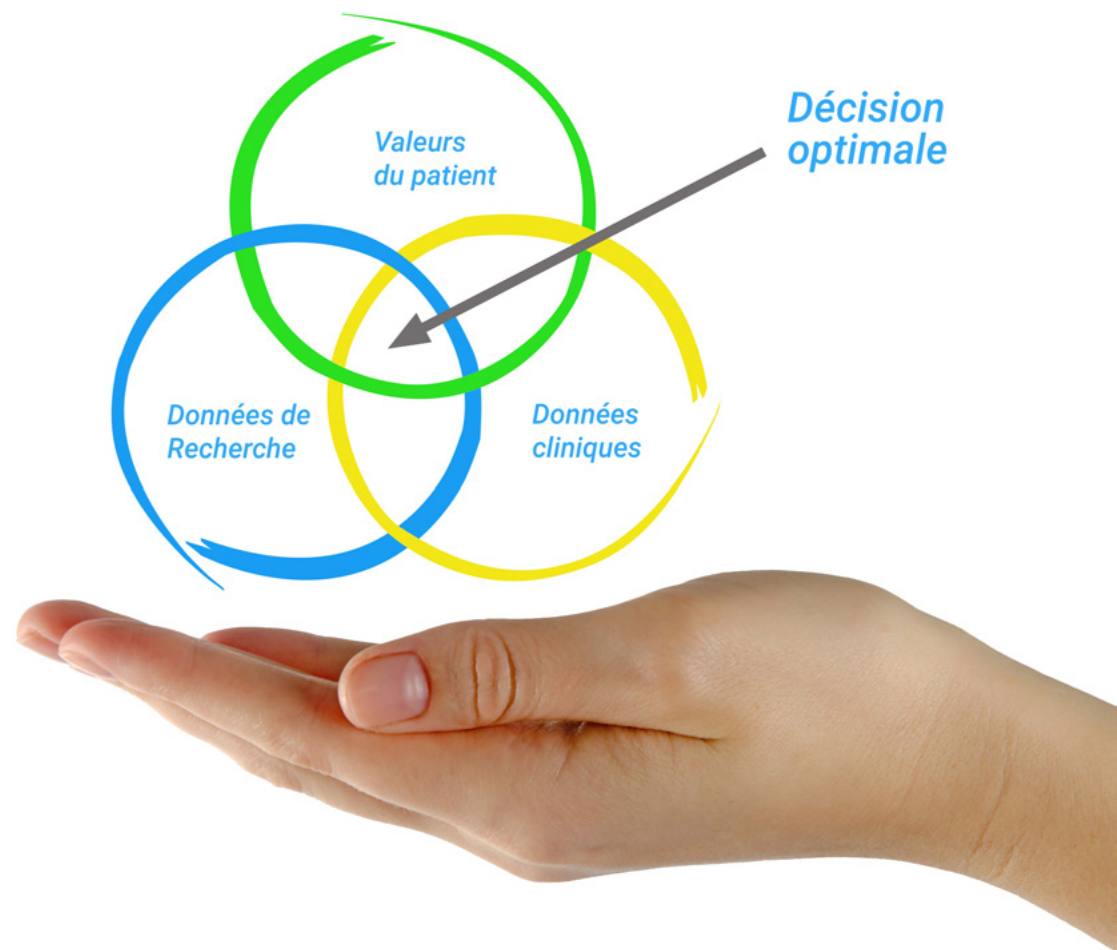 Décision
optimale
Valeurs
du patient
Données de
Recherche
Données
cliniques